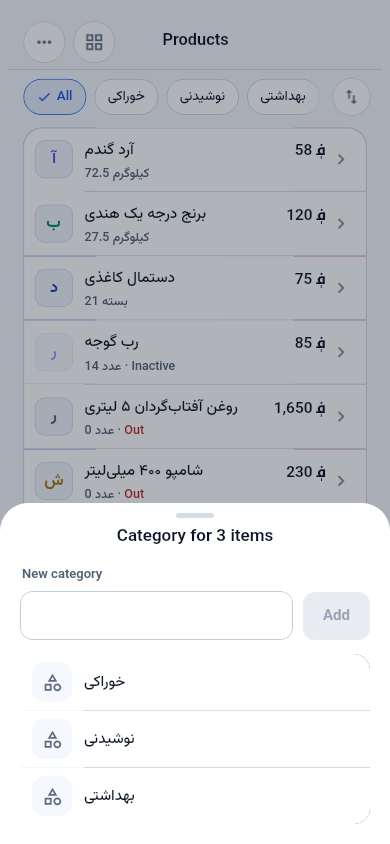 Products
All
خوراکی
نوشیدنی
بهداشتی
آ
آرد گندم
58 ؋
72.5 کیلوگرم
ب
برنج درجه یک هندی
120 ؋
27.5 کیلوگرم
د
دستمال کاغذی
75 ؋
21 بسته
ر
رب گوجه
85 ؋
14 عدد · Inactive
ر
روغن آفتاب‌گردان ۵ لیتری
1,650 ؋
0 عدد · Out
ش
شامپو ۴۰۰ میلی‌لیتر
230 ؋
0 عدد · Out
Category for 3 items
New category
Add
خوراکی
نوشیدنی
بهداشتی